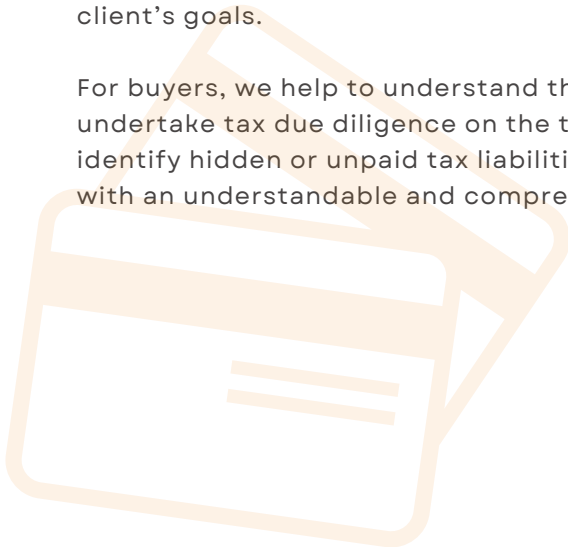 client’s goals.
For buyers, we help to understand
undertake tax due diligence on the
identify hidden or unpaid tax
with an understandable and